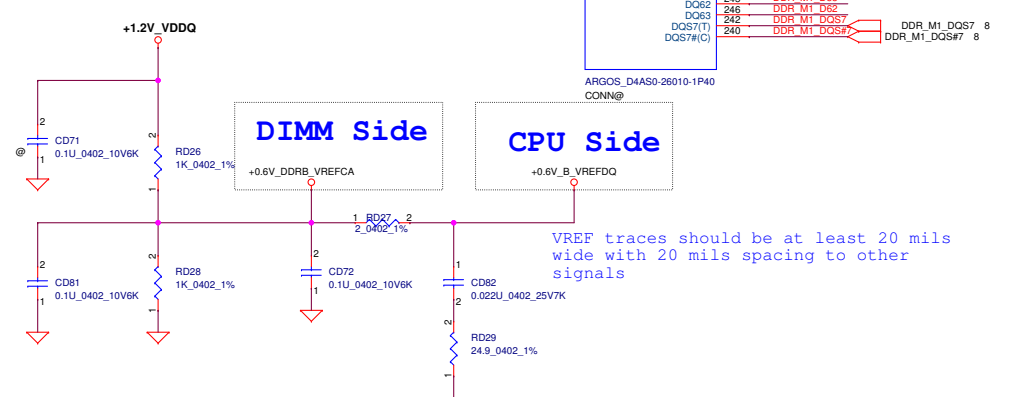 DQ62
246
DDR_M1_D62
DQ63
242
DDR_M1_DQS7
DQS7(T)
240
DDR_M1_DQS#7
DQS7#(C)
DDR_M1_DQS7 8
DDR_M1_DQS#7 8
ARGOS_D4AS0-26010-1P40
CONN@
+1.2V_VDDQ
2
CD71
@
1
0.1U_0402_10V6K
2
RD26
1K_0402_1%
1
DIMM Side
+0.6V_DDRB_VREFCA
CPU Side
+0.6V_B_VREFDQ
1 RD27 2
2_0402_1%
VREF traces should be at least 20 mils
wide with 20 mils spacing to other
signals
2
CD81
1
0.1U_0402_10V6K
2
RD28
1K_0402_1%
1
2
CD72
1
0.1U_0402_10V6K
1
CD82
2
0.022U_0402_25V7K
2
RD29
24.9_0402_1%
1